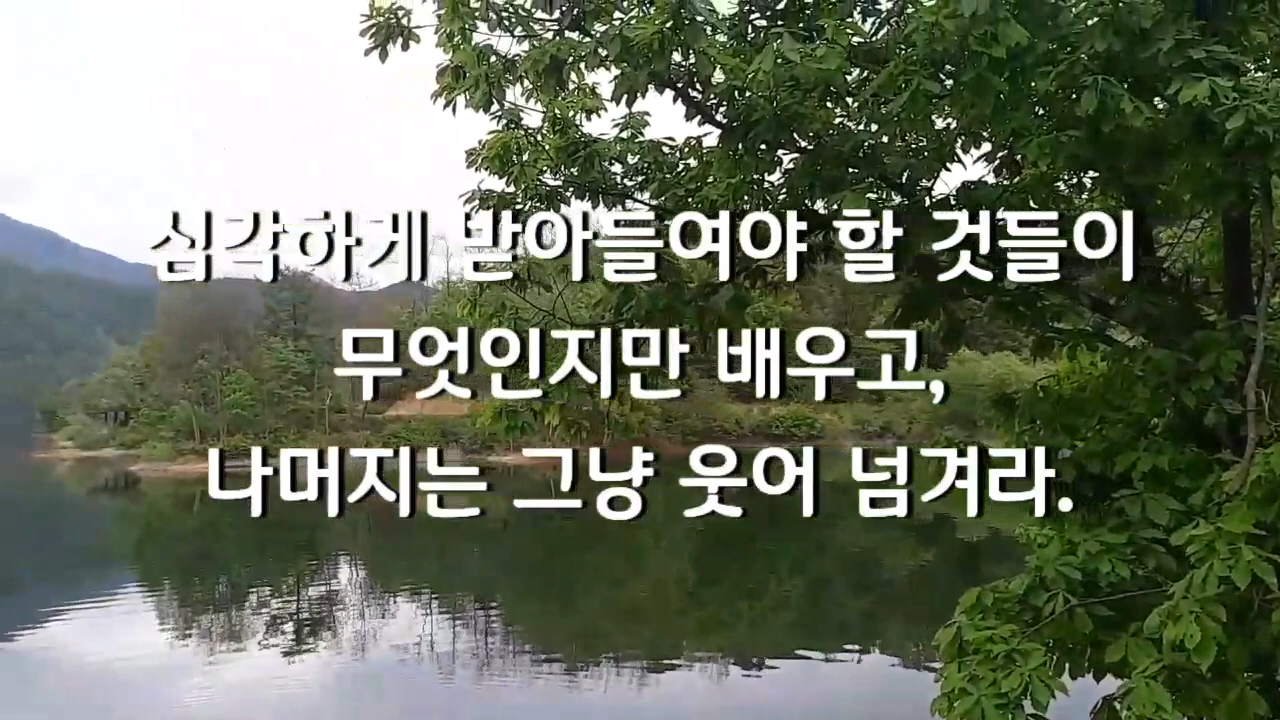 심각하게 받아들여야 할 것들이
무엇인지만 배우고,
나머지는 그냥 웃어 넘겨라.